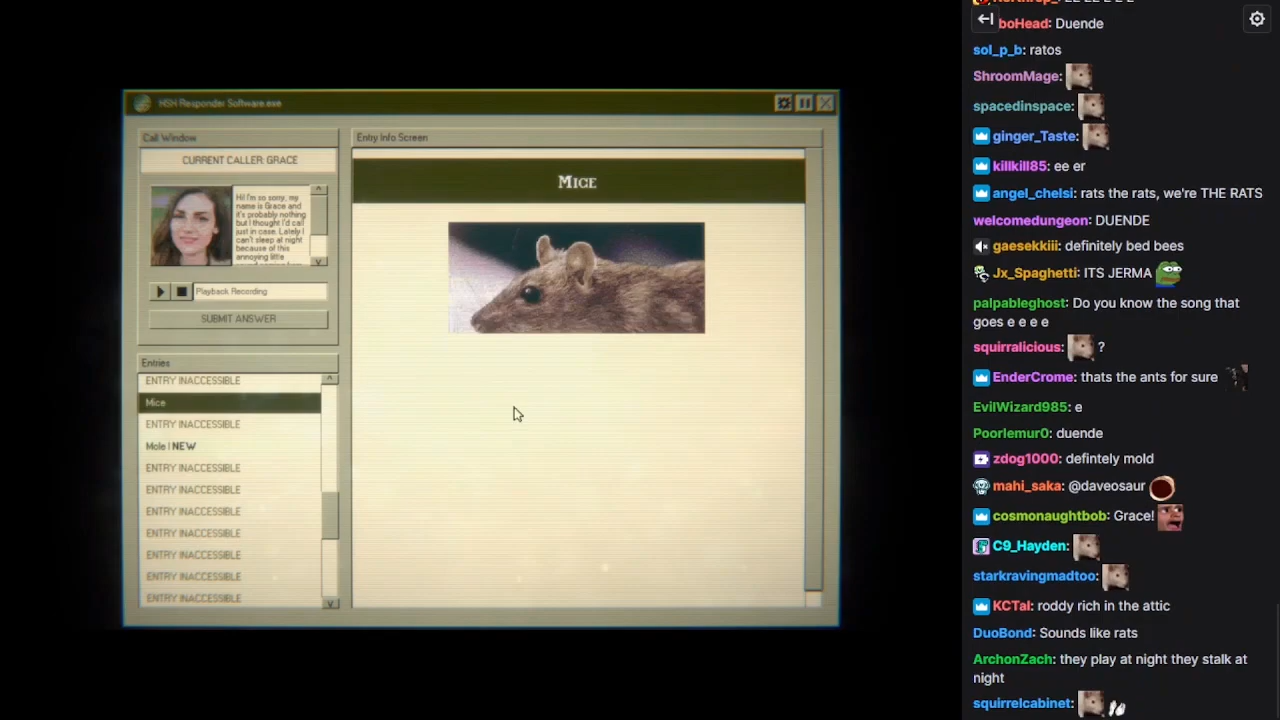 HSH Responder Software.exe
Call Window
CURRENT CALLER: GRACE
Hi! I'm so sorry, my
name is Grace and
it's probably nothing
but I thought I'd call
just in case. Lately I
can't sleep at night
because of this
annoying little
Playback Recording
SUBMIT ANSWER
Entries
ENTRY INACCESSIBLE
Mice
ENTRY INACCESSIBLE
Mole | NEW
ENTRY INACCESSIBLE
ENTRY INACCESSIBLE
ENTRY INACCESSIBLE
ENTRY INACCESSIBLE
ENTRY INACCESSIBLE
ENTRY INACCESSIBLE
ENTRY INACCESSIBLE
Entry Info Screen
MICE
boHead: Duende
sol_p_b: ratos
ShroomMage:
spacedinspace:
ginger_Taste:
killkill85: ee er
angel_chelsi: rats the rats, we're THE RATS
welcomedungeon: DUENDE
gaesekkiii: definitely bed bees
Jx_Spaghetti: ITS JERMA
palpableghost: Do you know the song that
goes e e e e
squirralicious: ?
EnderCrome: thats the ants for sure
EvilWizard985: e
Poorlemur0: duende
zdog1000: defintely mold
mahi_saka: @daveosaur
cosmonaughtbob: Grace!
C9_Hayden:
starkravingmadtoo:
KCTal: roddy rich in the attic
DuoBond: Sounds like rats
ArchonZach: they play at night they stalk at
night
squirrelcabinet: